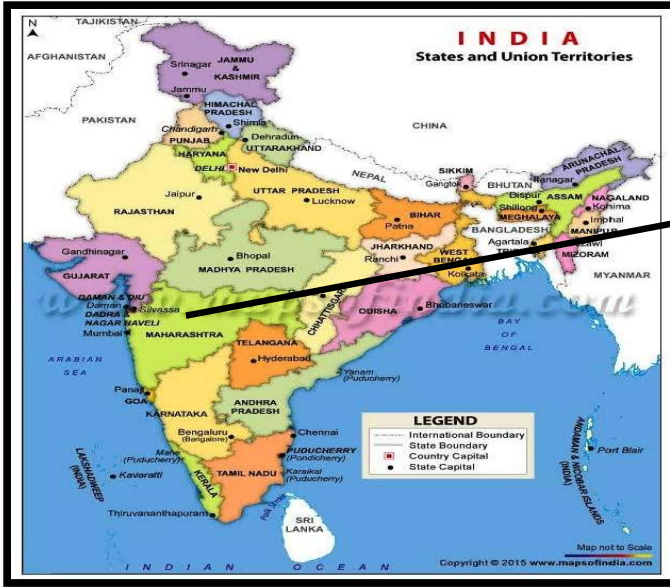 TAJIKISTAN
N
INDIA
States and Union Territories
AFGHANISTAN
JAMMU
&
KASHMIR
Srinagar
Jammu
HIMACHAL
PRADESH
Shimla
PAKISTAN
Chandigarh
PUNJAB
Dehradun
UTTARAKHAND
CHINA
HARYANA
DELHI
New Delhi
NEPAL
SIKKIM
Gangtok
BHUTAN
ARUNACHAL
PRADESH
Itanagar
Jaipur
RAJASTHAN
UTTAR PRADESH
Lucknow
Dispur
ASSAM
NAGALAND
Kohima
Shillong
MEGHALAYA
Imphal
MANIPUR
BIHAR
Patna
BANGLADESH
Agartala
MIZORAM
JHARKHAND
Ranchi
WEST
Kolkata
MYANMAR
Gandhinagar
GUJARAT
Bhopal
MADHYA PRADESH
CHHATTISGARH
ODISHA
Bhubaneswar
DAMAN & DIU
Daman
Silvassa
DADRA &
NAGAR HAVELI
Mumbai
MAHARASHTRA
TELANGANA
Hyderabad
ARABIAN
SEA
BAY
OF
BENGAL
Yanam
(Puducherry)
Panaji
GOA
KARNATAKA
ANDHRA
PRADESH
Bengaluru
(Bangalore)
Chennai
Mahe
(Puducherry)
PUDUCHERRY
(Pondicherry)
Karaikal
(Puducherry)
TAMIL NADU
KERALA
LAKSHADWEEP
(INDIA)
Kavaratti
Thiruvananthapuram
SRI
LANKA
LEGEND
International Boundary
State Boundary
Country Capital
State Capital
ANDAMAN & NICOBAR ISLANDS
(INDIA)
Port Blair
INDIAN OCEAN
Map not to Scale
Copyright © 2015 www.mapsofindia.com